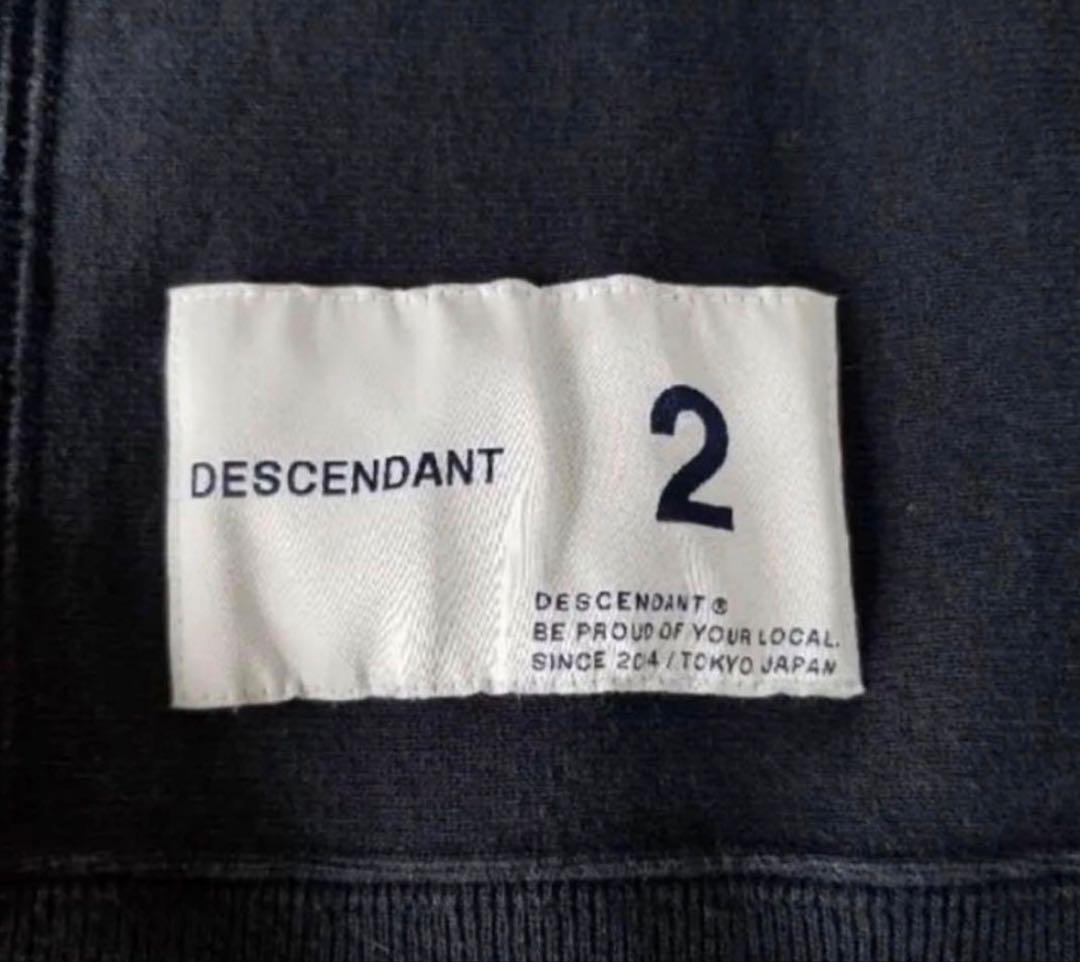 DESCENDANT
2
DESCENDANT®
BE PROUD OF YOUR LOCAL.
SINCE 204 / TOKYO JAPAN